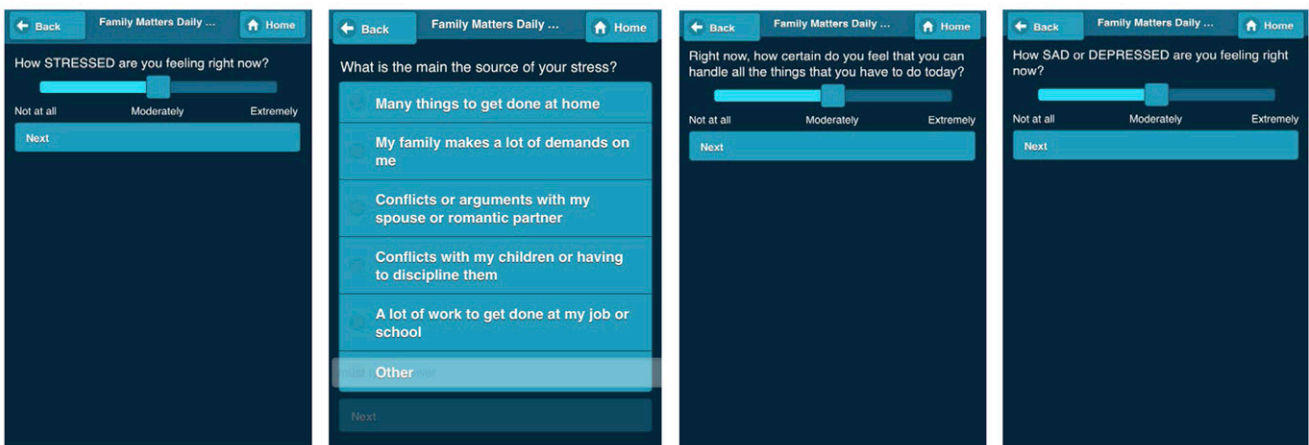 Back
Family Matters Daily ...
Home
How STRESSED are you feeling right now?
Not at all Moderately Extremely
Next
Back
Family Matters Daily ...
Home
What is the main the source of your stress?
Many things to get done at home
My family makes a lot of demands on
me
Conflicts or arguments with my
spouse or romantic partner
Conflicts with my children or having
to discipline them
A lot of work to get done at my job or
school
Other
Next
Back
Family Matters Daily ...
Home
Right now, how certain do you feel that you can
handle all the things that you have to do today?
Not at all Moderately Extremely
Next
Back
Family Matters Daily ...
Home
How SAD or DEPRESSED are you feeling right
now?
Not at all Moderately Extremely
Next